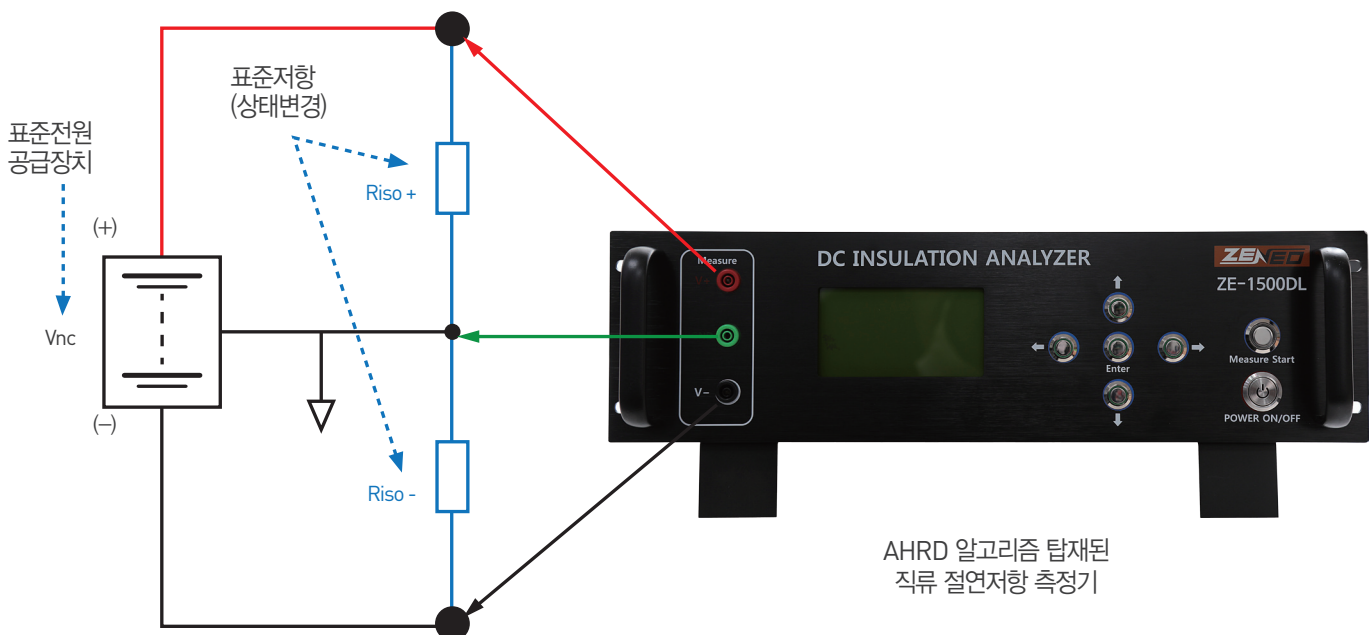 표준전원
공급장치
(+)
Vnc
(–)
표준저항
(상태변경)
Riso +
Riso -
Measure
V+
V-
DC INSULATION ANALYZER
Enter
ZENEO
ZE-1500DL
Measure Start
POWER ON/OFF
AHRD 알고리즘 탑재된
직류 절연저항 측정기